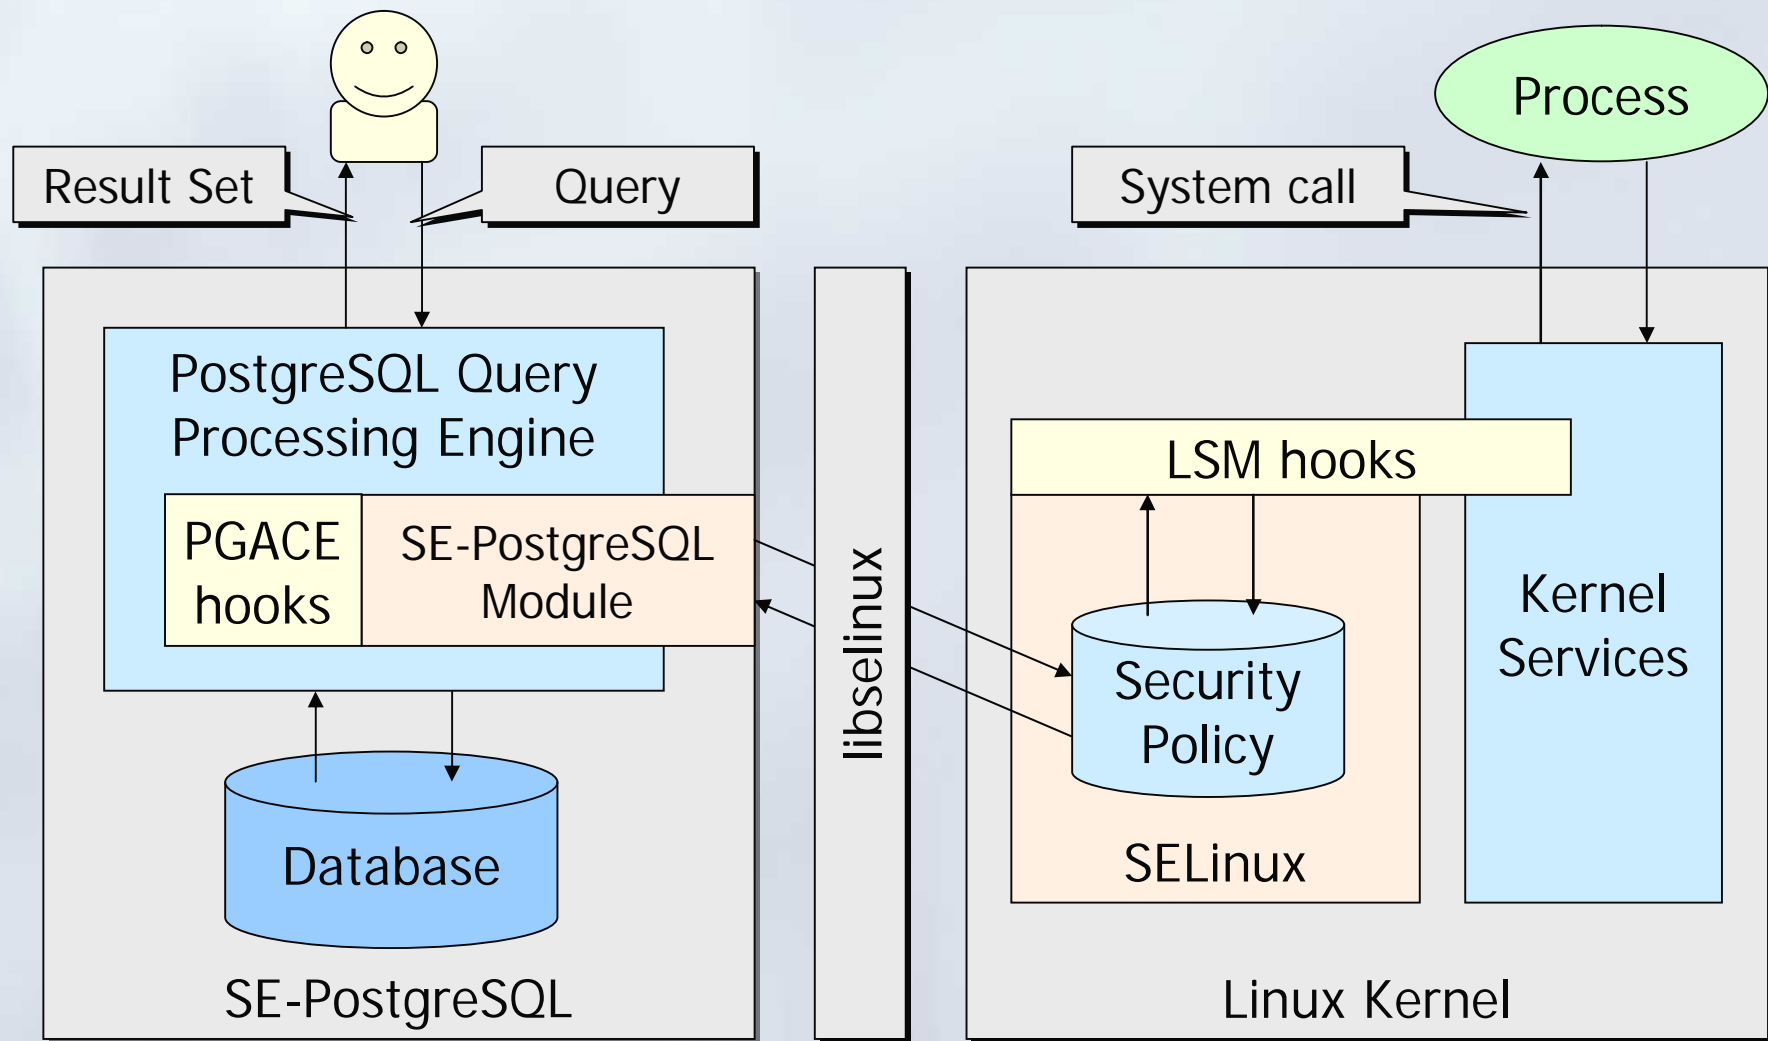 Process
Result Set
Query
System call
PostgreSQL Query
Processing Engine
LSM hooks
PGACE
hooks
SE-PostgreSQL
Module
libselinux
Kernel
Services
Security
Policy
Database
SELinux
SE-PostgreSQL
Linux Kernel